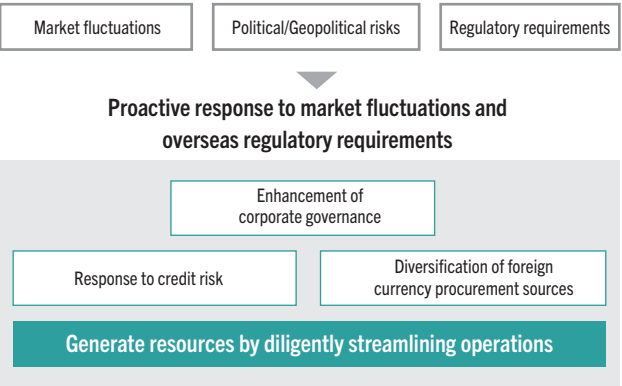 Market fluctuations
Political/Geopolitical risks
Regulatory requirements
Proactive response to market fluctuations and
overseas regulatory requirements
Enhancement of
corporate governance
Response to credit risk
Diversification of foreign
currency procurement sources
Generate resources by diligently streamlining operations